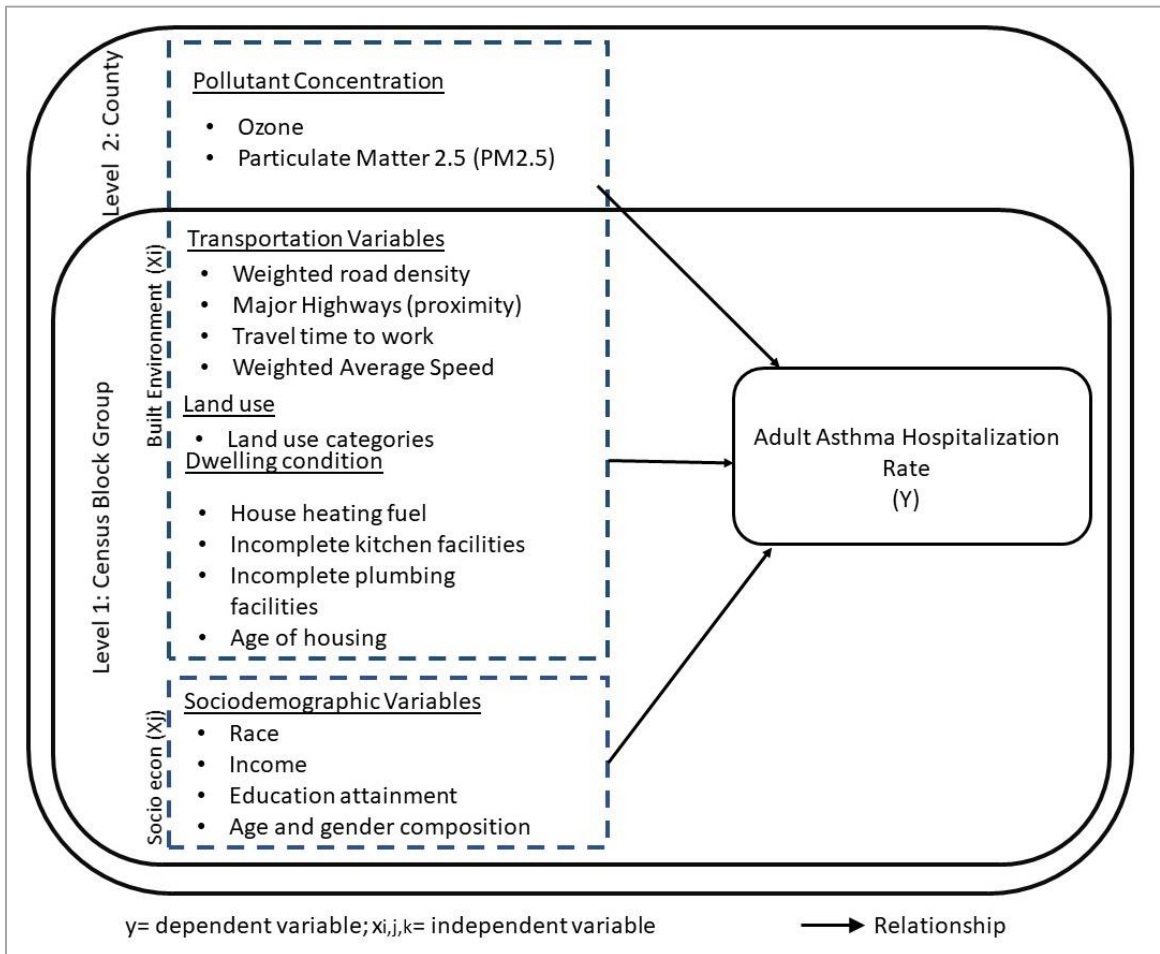 Level 2: County
Pollutant Concentration
• Ozone
• Particulate Matter 2.5 (PM2.5)
Level 1: Census Block Group
Built Environment (Xi)
Transportation Variables
• Weighted road density
• Major Highways (proximity)
• Travel time to work
• Weighted Average Speed
Land use
• Land use categories
Dwelling condition
• House heating fuel
• Incomplete kitchen facilities
• Incomplete plumbing
facilities
• Age of housing
Socio econ (Xj)
Sociodemographic Variables
• Race
• Income
• Education attainment
• Age and gender composition
Adult Asthma Hospitalization
Rate
(Y)
y= dependent variable; xi,j,k= independent variable
Relationship